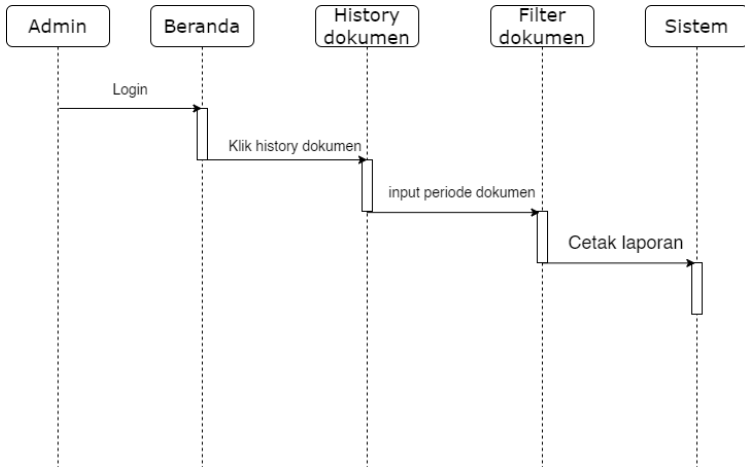 Admin
Beranda
History
dokumen
Filter
dokumen
Sistem
Login
Klik history dokumen
input periode dokumen
Cetak laporan